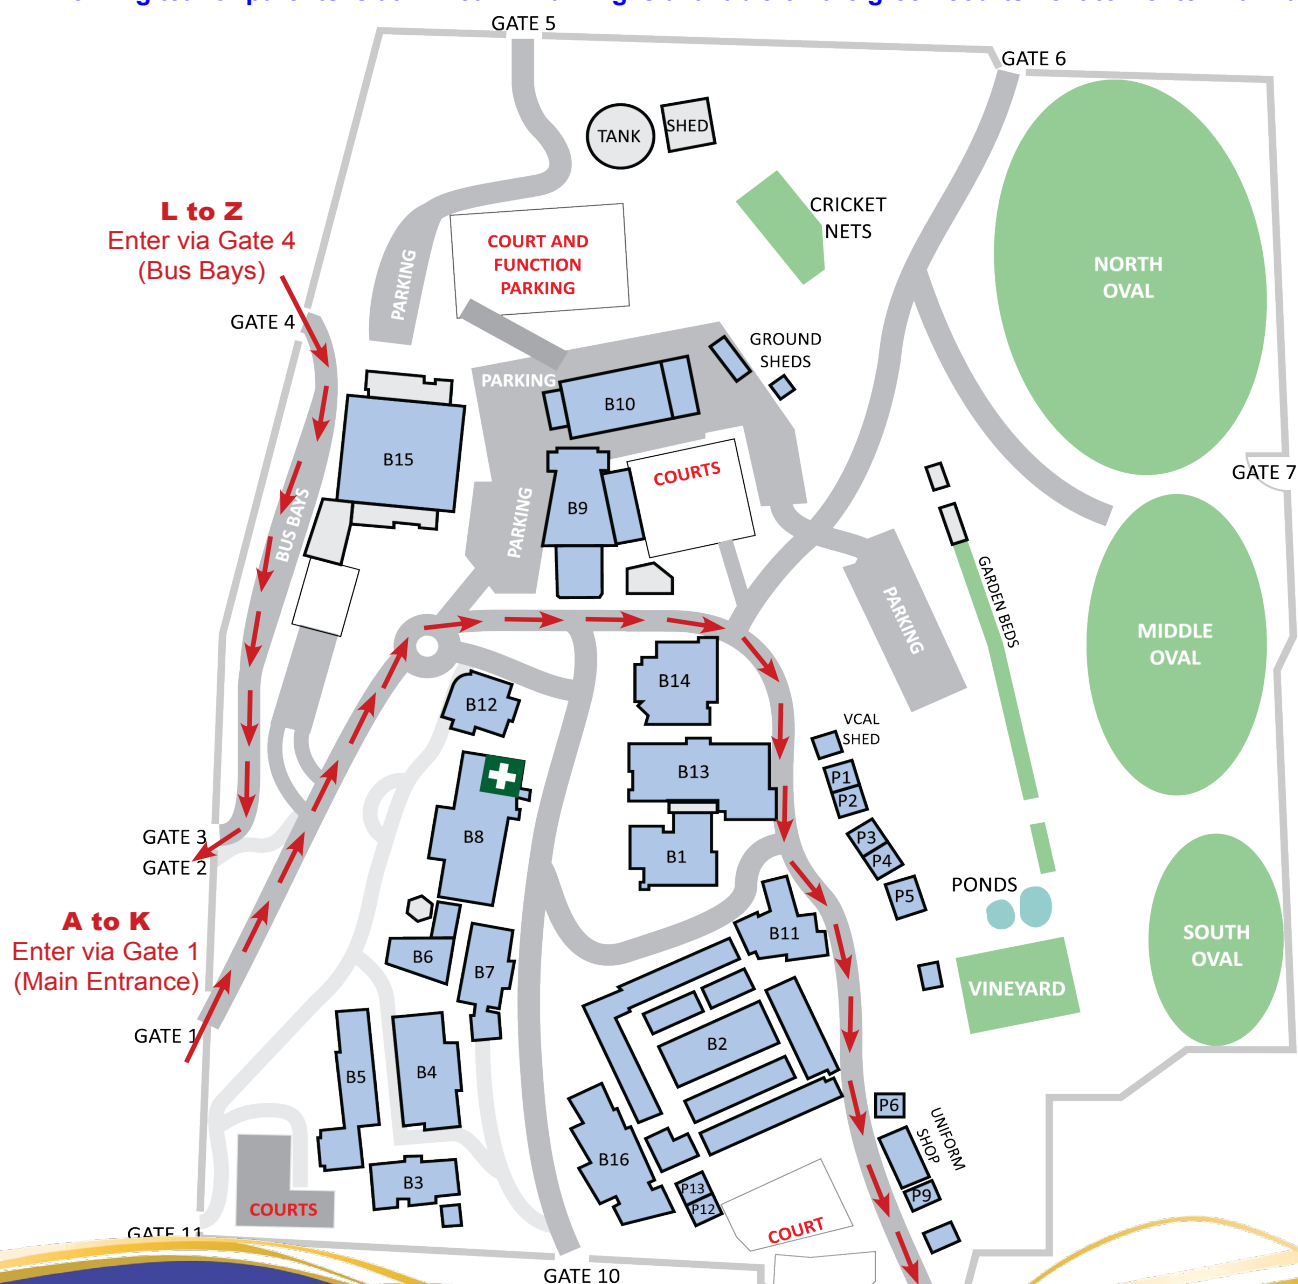 GATE 5
GATE 6
TANK
SHED
CRICKET
NETS
L to Z
Enter via Gate 4
(Bus Bays)
COURT AND
FUNCTION
PARKING
PARKING
NORTH
OVAL
GATE 4
GROUND
SHEDS
PARKING
B10
B15
COURTS
GATE 7
B9
PARKING
BUS BAYS
GARDEN BEDS
PARKING
MIDDLE
OVAL
B14
B12
VCAL
SHED
B13
P1
P2
B8
GATE 3
GATE 2
P3
P4
B1
PONDS
P5
A to K
Enter via Gate 1
(Main Entrance)
B11
SOUTH
OVAL
B6
B7
VINEYARD
GATE 1
B2
B5
B4
P6
UNIFORM
SHOP
B16
B3
P13
P12
P9
COURTS
COURT
GATE 11
GATE 10